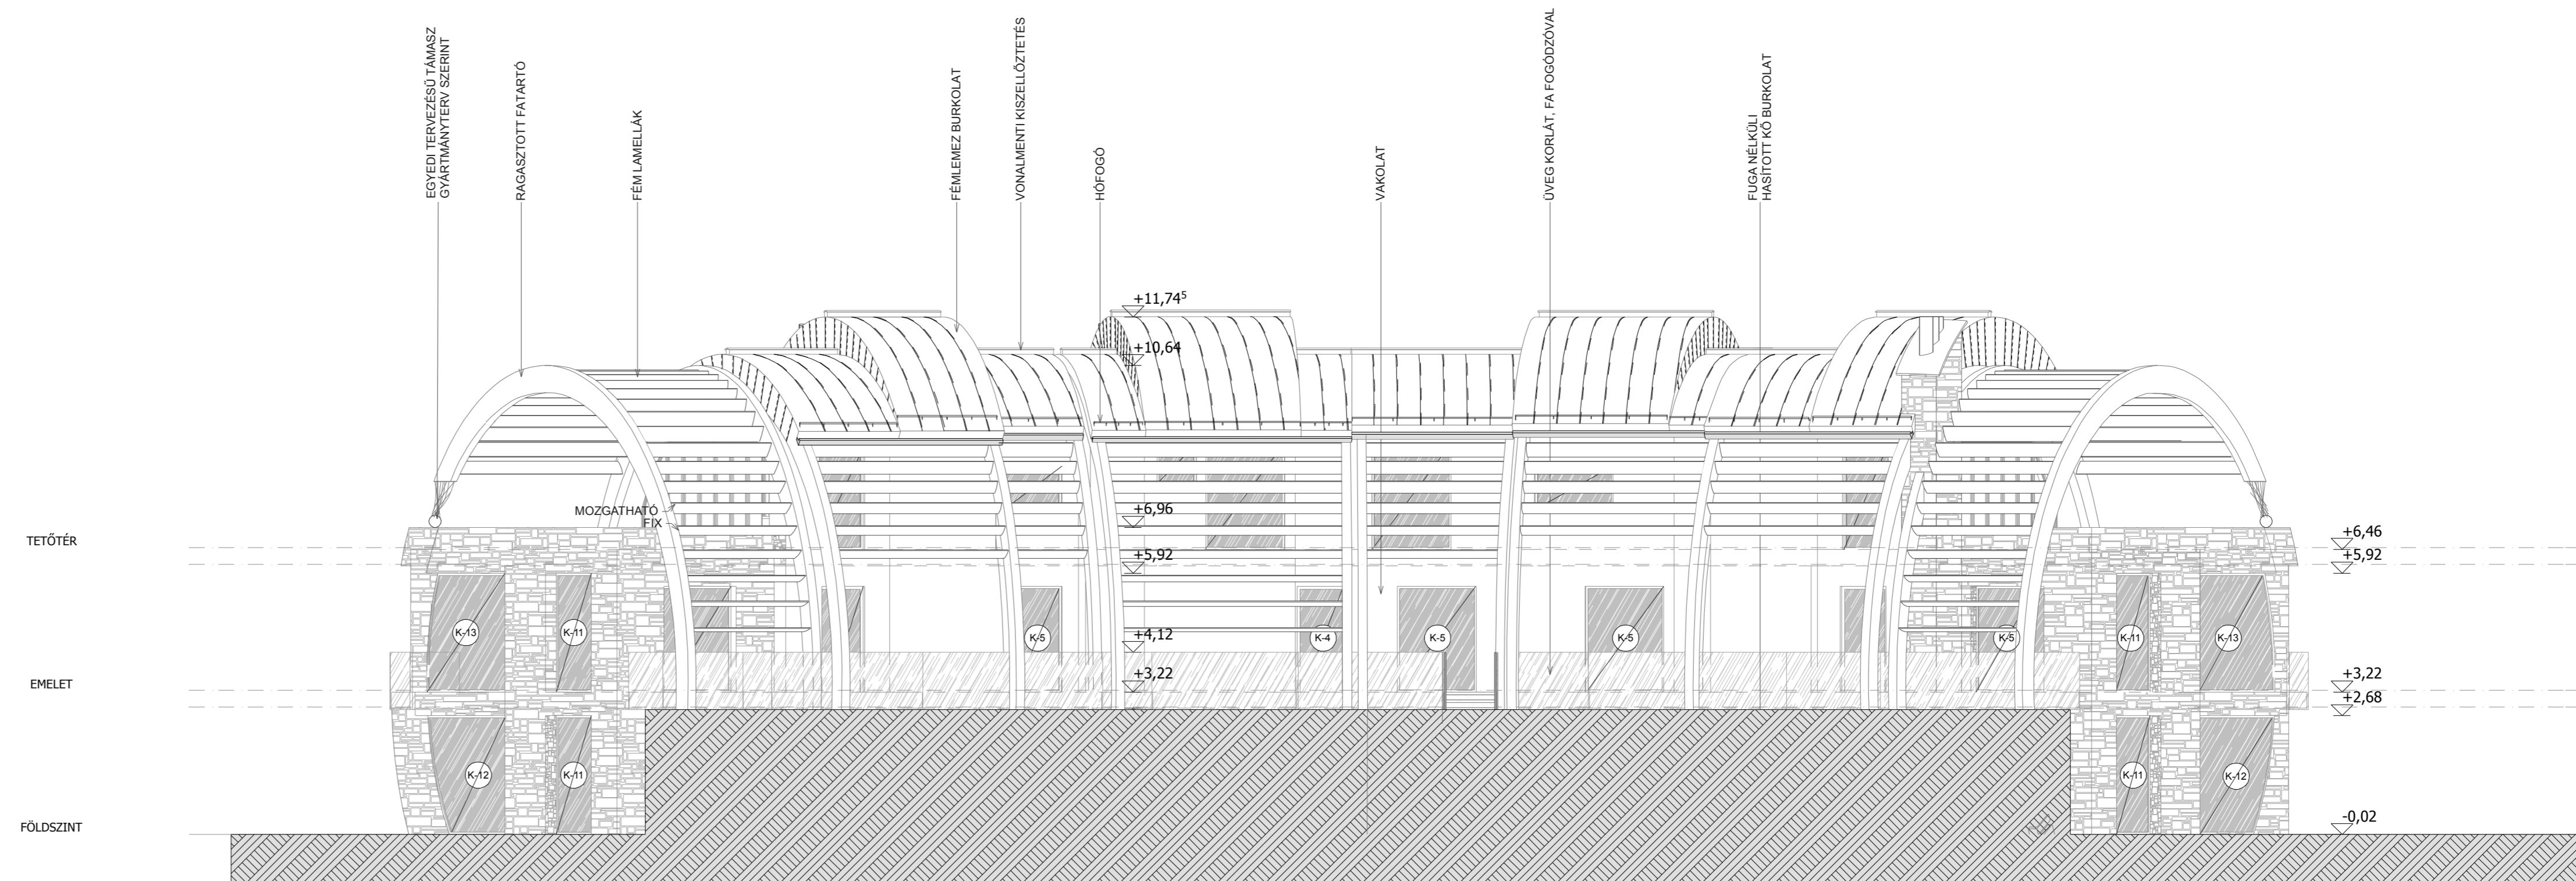 EGYEDI TERVEZÉSŰ TÁMASZ
GYÁRTMÁNYTERV SZERINT
RAGASZTOTT FATARTÓ
FÉM LAMELLÁK
FÉMLEMEZ BURKOLAT
VONALMENTI KISZELLŐZTETÉS
HÓFOGÓ
VAKOLAT
ÜVEG KORLÁT, FA FOGÓDZÓVAL
FUGA NÉLKÜLI
HASÍTOTT KŐ BURKOLAT
+11,74⁵
+10,64
MOZGATHATÓ
FIX
+6,96
TETŐTÉR
+6,46
+5,92
+5,92
K-13
K-11
K-5
+4,12
K-4
K-5
K-5
K-5
K-11
K-13
EMELET
+3,22
+3,22
+2,68
K-12
K-11
K-11
K-12
FÖLDSZINT
-0,02